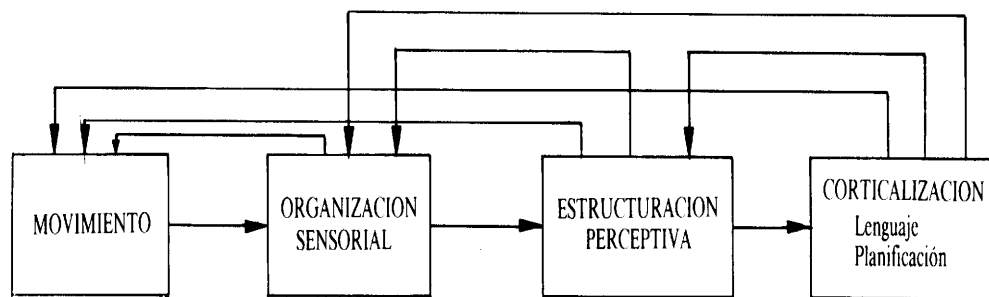 MOVIMIENTO
ORGANIZACION
SENSORIAL
ESTRUCTURACION
PERCEPTIVA
CORTICALIZACION
Lenguaje
Planificación